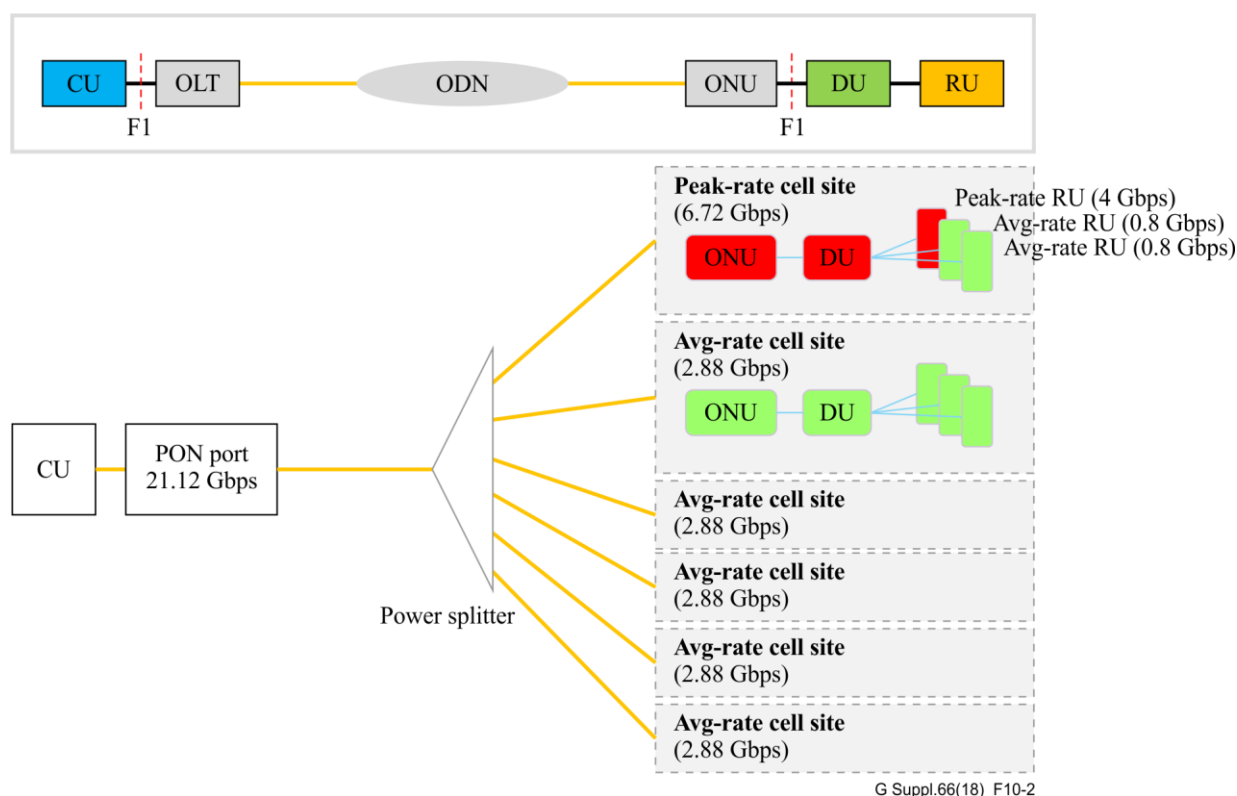 CU
OLT
ODN
ONU
DU
RU
F1
F1
Peak-rate cell site
(6.72 Gbps)
Peak-rate RU (4 Gbps)
Avg-rate RU (0.8 Gbps)
Avg-rate RU (0.8 Gbps)
ONU
DU
Avg-rate cell site
(2.88 Gbps)
ONU
DU
CU
PON port
21.12 Gbps
Power splitter
Avg-rate cell site
(2.88 Gbps)
Avg-rate cell site
(2.88 Gbps)
Avg-rate cell site
(2.88 Gbps)
Avg-rate cell site
(2.88 Gbps)
G Suppl.66(18)_F10-2